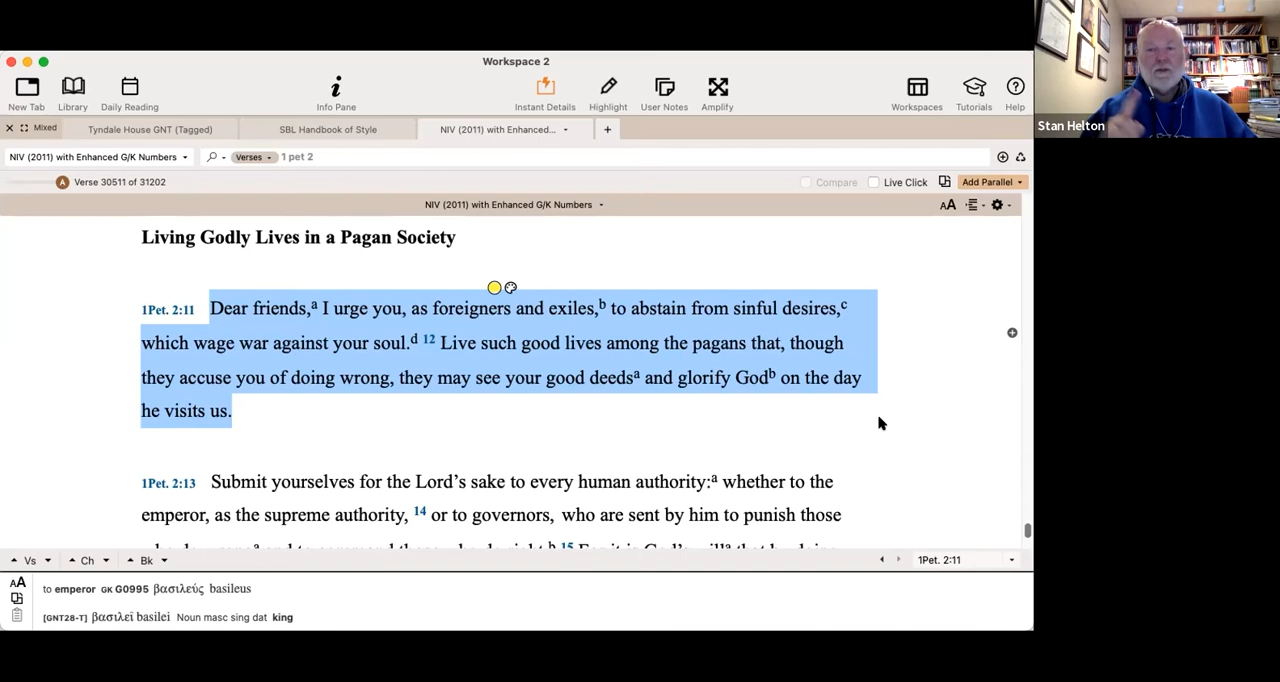 Workspace 2
New Tab Library Daily Reading Info Pane Instant Details Highlight User Notes Amplify Workspaces Tutorials Help
Mixed Tyndale House GNT (Tagged) SBL Handbook of Style NIV (2011) with Enhanced... +
NIV (2011) with Enhanced G/K Numbers Verses 1 pet 2
A Verse 30511 of 31202 Compare Live Click Add Parallel
NIV (2011) with Enhanced G/K Numbers AA
Living Godly Lives in a Pagan Society
1Pet. 2:11 Dear friends,a I urge you, as foreigners and exiles,b to abstain from sinful desires,c
which wage war against your soul.d 12 Live such good lives among the pagans that, though
they accuse you of doing wrong, they may see your good deedsa and glorify Godb on the day
he visits us.
1Pet. 2:13 Submit yourselves for the Lord's sake to every human authority:a whether to the
emperor, as the supreme authority, 14 or to governors, who are sent by him to punish those
Vs Ch Bk 1Pet. 2:11
AA to emperor GK G0995 βασιλεύς basileus
[GNT28-T] βασιλεῖ basilei Noun masc sing dat king
Stan Helton